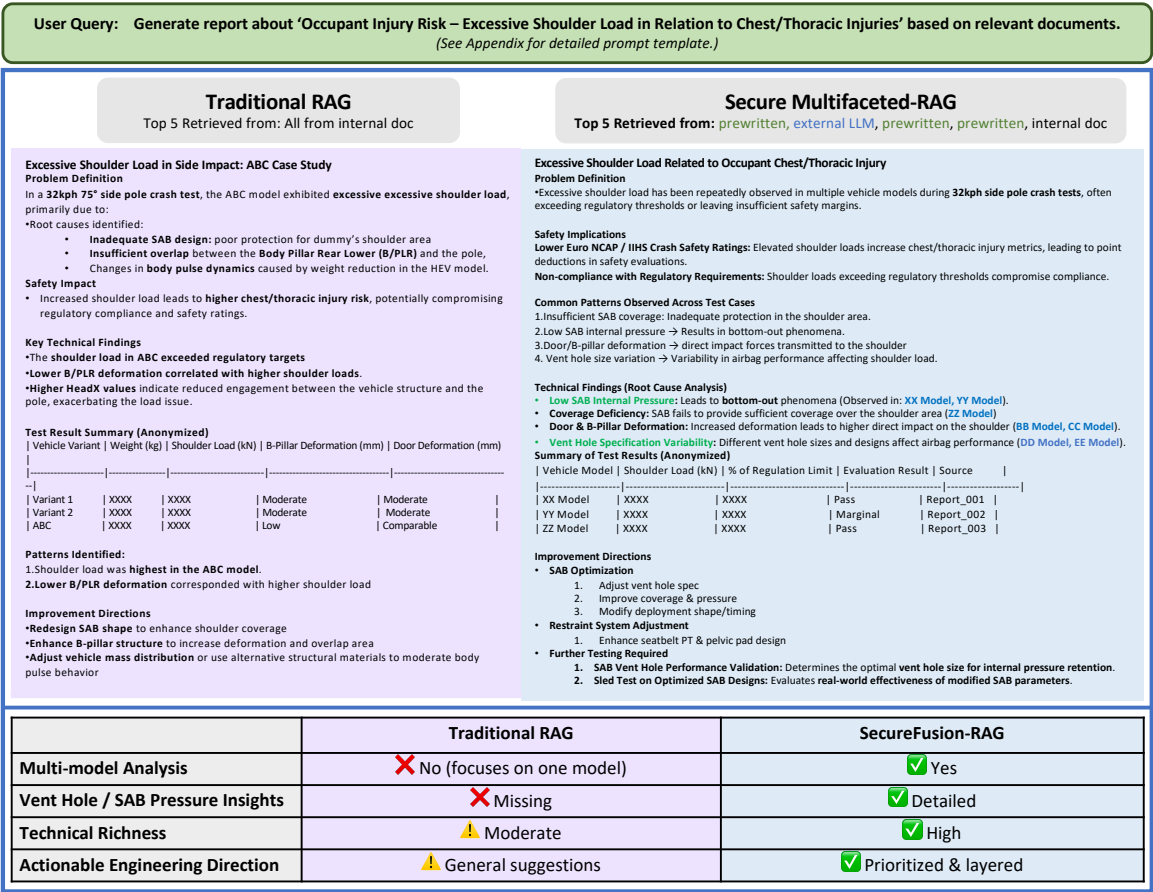 User Query: Generate report about ‘Occupant Injury Risk – Excessive Shoulder Load in Relation to Chest/Thoracic Injuries’ based on relevant documents.
(See Appendix for detailed prompt template.)
Traditional RAG
Top 5 Retrieved from: All from internal doc
Excessive Shoulder Load in Side Impact: ABC Case Study
Problem Definition
In a 32kph 75° side pole crash test, the ABC model exhibited excessive excessive shoulder load,
primarily due to:
•Root causes identified:
• Inadequate SAB design: poor protection for dummy’s shoulder area
• Insufficient overlap between the Body Pillar Rear Lower (B/PLR) and the pole,
• Changes in body pulse dynamics caused by weight reduction in the HEV model.
Safety Impact
• Increased shoulder load leads to higher chest/thoracic injury risk, potentially compromising
regulatory compliance and safety ratings.
Key Technical Findings
•The shoulder load in ABC exceeded regulatory targets
•Lower B/PLR deformation correlated with higher shoulder loads.
•Higher HeadX values indicate reduced engagement between the vehicle structure and the
pole, exacerbating the load issue.
Test Result Summary (Anonymized)
| Vehicle Variant | Weight (kg) | Shoulder Load (kN) | B-Pillar Deformation (mm) | Door Deformation (mm)
|
|---------------------|----------------|---------------------------|----------------------------------|-------------------------------
--|
| Variant 1 | XXXX | XXXX | Moderate | Moderate |
| Variant 2 | XXXX | XXXX | Moderate | Moderate |
| ABC | XXXX | XXXX | Low | Comparable |
Patterns Identified:
1.Shoulder load was highest in the ABC model.
2.Lower B/PLR deformation corresponded with higher shoulder load
Improvement Directions
•Redesign SAB shape to enhance shoulder coverage
•Enhance B-pillar structure to increase deformation and overlap area
•Adjust vehicle mass distribution or use alternative structural materials to moderate body
pulse behavior
Secure Multifaceted-RAG
Top 5 Retrieved from: prewritten, external LLM, prewritten, prewritten, internal doc
Excessive Shoulder Load Related to Occupant Chest/Thoracic Injury
Problem Definition
•Excessive shoulder load has been repeatedly observed in multiple vehicle models during 32kph side pole crash tests, often
exceeding regulatory thresholds or leaving insufficient safety margins.
Safety Implications
Lower Euro NCAP / IIHS Crash Safety Ratings: Elevated shoulder loads increase chest/thoracic injury metrics, leading to point
deductions in safety evaluations.
Non-compliance with Regulatory Requirements: Shoulder loads exceeding regulatory thresholds compromise compliance.
Common Patterns Observed Across Test Cases
1.Insufficient SAB coverage: Inadequate protection in the shoulder area.
2.Low SAB internal pressure → Results in bottom-out phenomena.
3.Door/B-pillar deformation → direct impact forces transmitted to the shoulder
4. Vent hole size variation → Variability in airbag performance affecting shoulder load.
Technical Findings (Root Cause Analysis)
• Low SAB Internal Pressure: Leads to bottom-out phenomena (Observed in: XX Model, YY Model).
• Coverage Deficiency: SAB fails to provide sufficient coverage over the shoulder area (ZZ Model)
• Door & B-Pillar Deformation: Increased deformation leads to higher direct impact on the shoulder (BB Model, CC Model).
• Vent Hole Specification Variability: Different vent hole sizes and designs affect airbag performance (DD Model, EE Model).
Summary of Test Results (Anonymized)
| Vehicle Model | Shoulder Load (kN) | % of Regulation Limit | Evaluation Result | Source |
|---------------------|-------------------------|--------------------------|-----------------------|-------------------|
| XX Model | XXXX | XXXX | Pass | Report_001 |
| YY Model | XXXX | XXXX | Marginal | Report_002 |
| ZZ Model | XXXX | XXXX | Pass | Report_003 |
Improvement Directions
• SAB Optimization
1. Adjust vent hole spec
2. Improve coverage & pressure
3. Modify deployment shape/timing
• Restraint System Adjustment
1. Enhance seatbelt PT & pelvic pad design
• Further Testing Required
1. SAB Vent Hole Performance Validation: Determines the optimal vent hole size for internal pressure retention.
2. Sled Test on Optimized SAB Designs: Evaluates real-world effectiveness of modified SAB parameters.
Traditional RAG SecureFusion-RAG
Multi-model Analysis ❌ No (focuses on one model) ✅ Yes
Vent Hole / SAB Pressure Insights ❌ Missing ✅ Detailed
Technical Richness ⚠ Moderate ✅ High
Actionable Engineering Direction ⚠ General suggestions ✅ Prioritized & layered